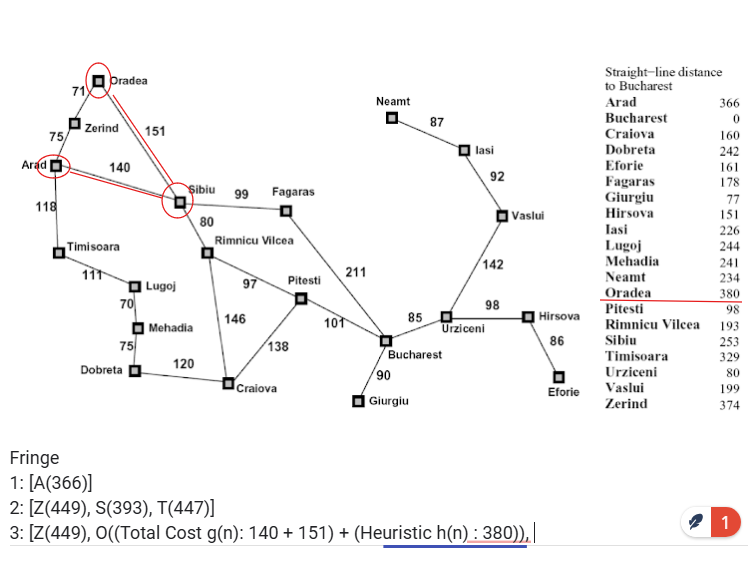 Oradea
71
Neamt
87
Zerind
151
75
Iasi
Arad
140
92
Sibiu
99
Fagaras
118
80
Vaslui
Timisoara
Rimnicu Vilcea
142
111
Lugoj
97
Pitesti
211
70
98
Hirsova
146
85
Mehadia
101
Urziceni
75
138
86
Bucharest
Dobreta
120
90
Craiova
Giurgiu
Eforie
Straight−line distance
to Bucharest
Arad 366
Bucharest 0
Craiova 160
Dobreta 242
Eforie 161
Fagaras 178
Giurgiu 77
Hirsova 151
Iasi 226
Lugoj 244
Mehadia 241
Neamt 234
Oradea 380
Pitesti 98
Rimnicu Vilcea 193
Sibiu 253
Timisoara 329
Urziceni 80
Vaslui 199
Zerind 374
Fringe
1: [A(366)]
2: [Z(449), S(393), T(447)]
3: [Z(449), O((Total Cost g(n): 140 + 151) + (Heuristic h(n) : 380)),
1